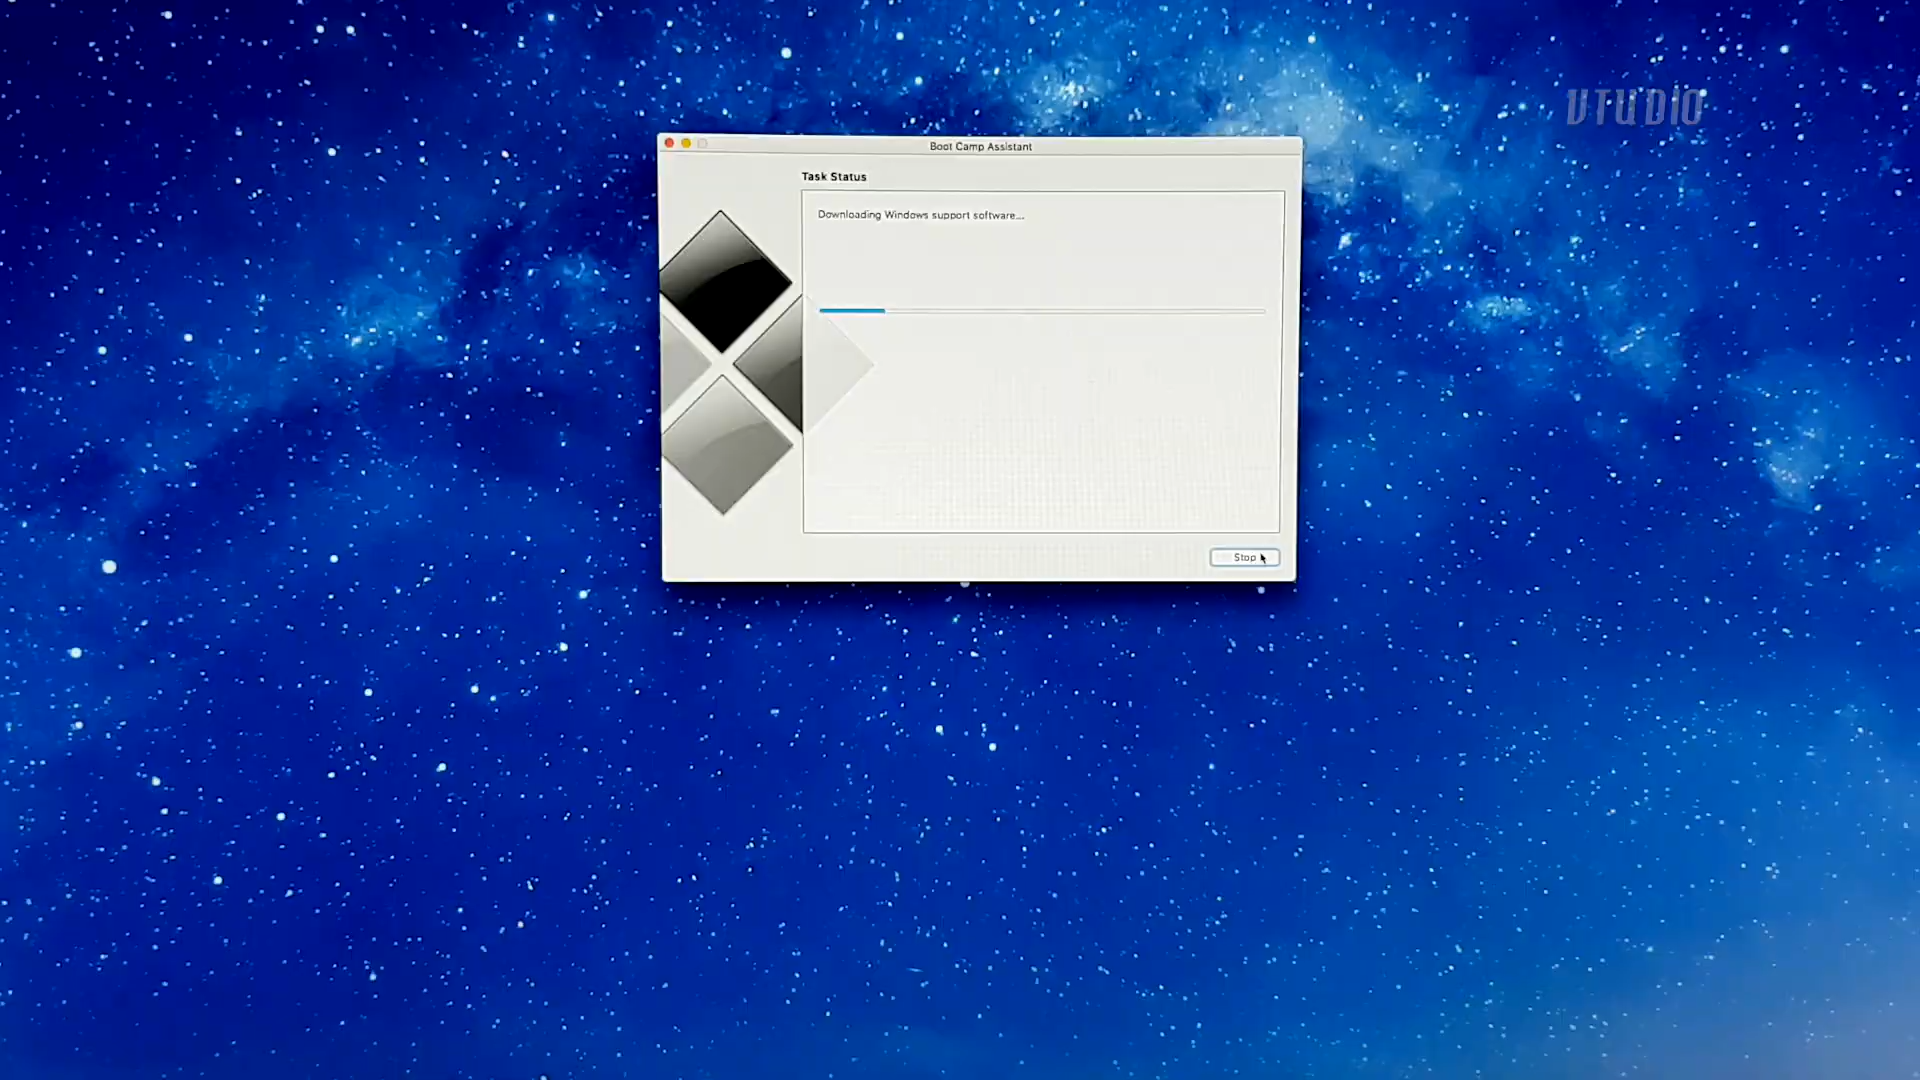 VTUDIO
Boot Camp Assistant
Task Status
Downloading Windows support software...
Stop